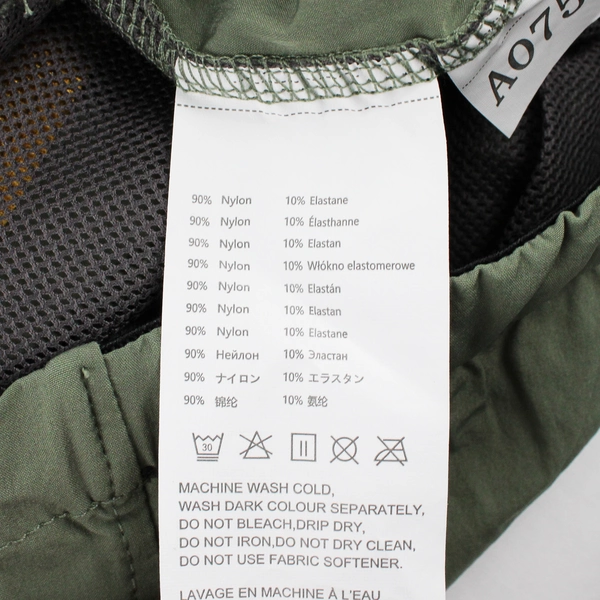 A075
90% Nylon 10% Elastane
90% Nylon 10% Élasthanne
90% Nylon 10% Elastan
90% Nylon 10% Włókno elastomerowe
90% Nylon 10% Elastán
90% Nylon 10% Elastan
90% Nylon 10% Elastane
90% Нейлон 10% Эластан
90% ナイロン 10% エラスタン
90% 锦纶 10% 氨纶
30
MACHINE WASH COLD,
WASH DARK COLOUR SEPARATELY,
DO NOT BLEACH,DRIP DRY,
DO NOT IRON,DO NOT DRY CLEAN,
DO NOT USE FABRIC SOFTENER.
LAVAGE EN MACHINE À L'EAU